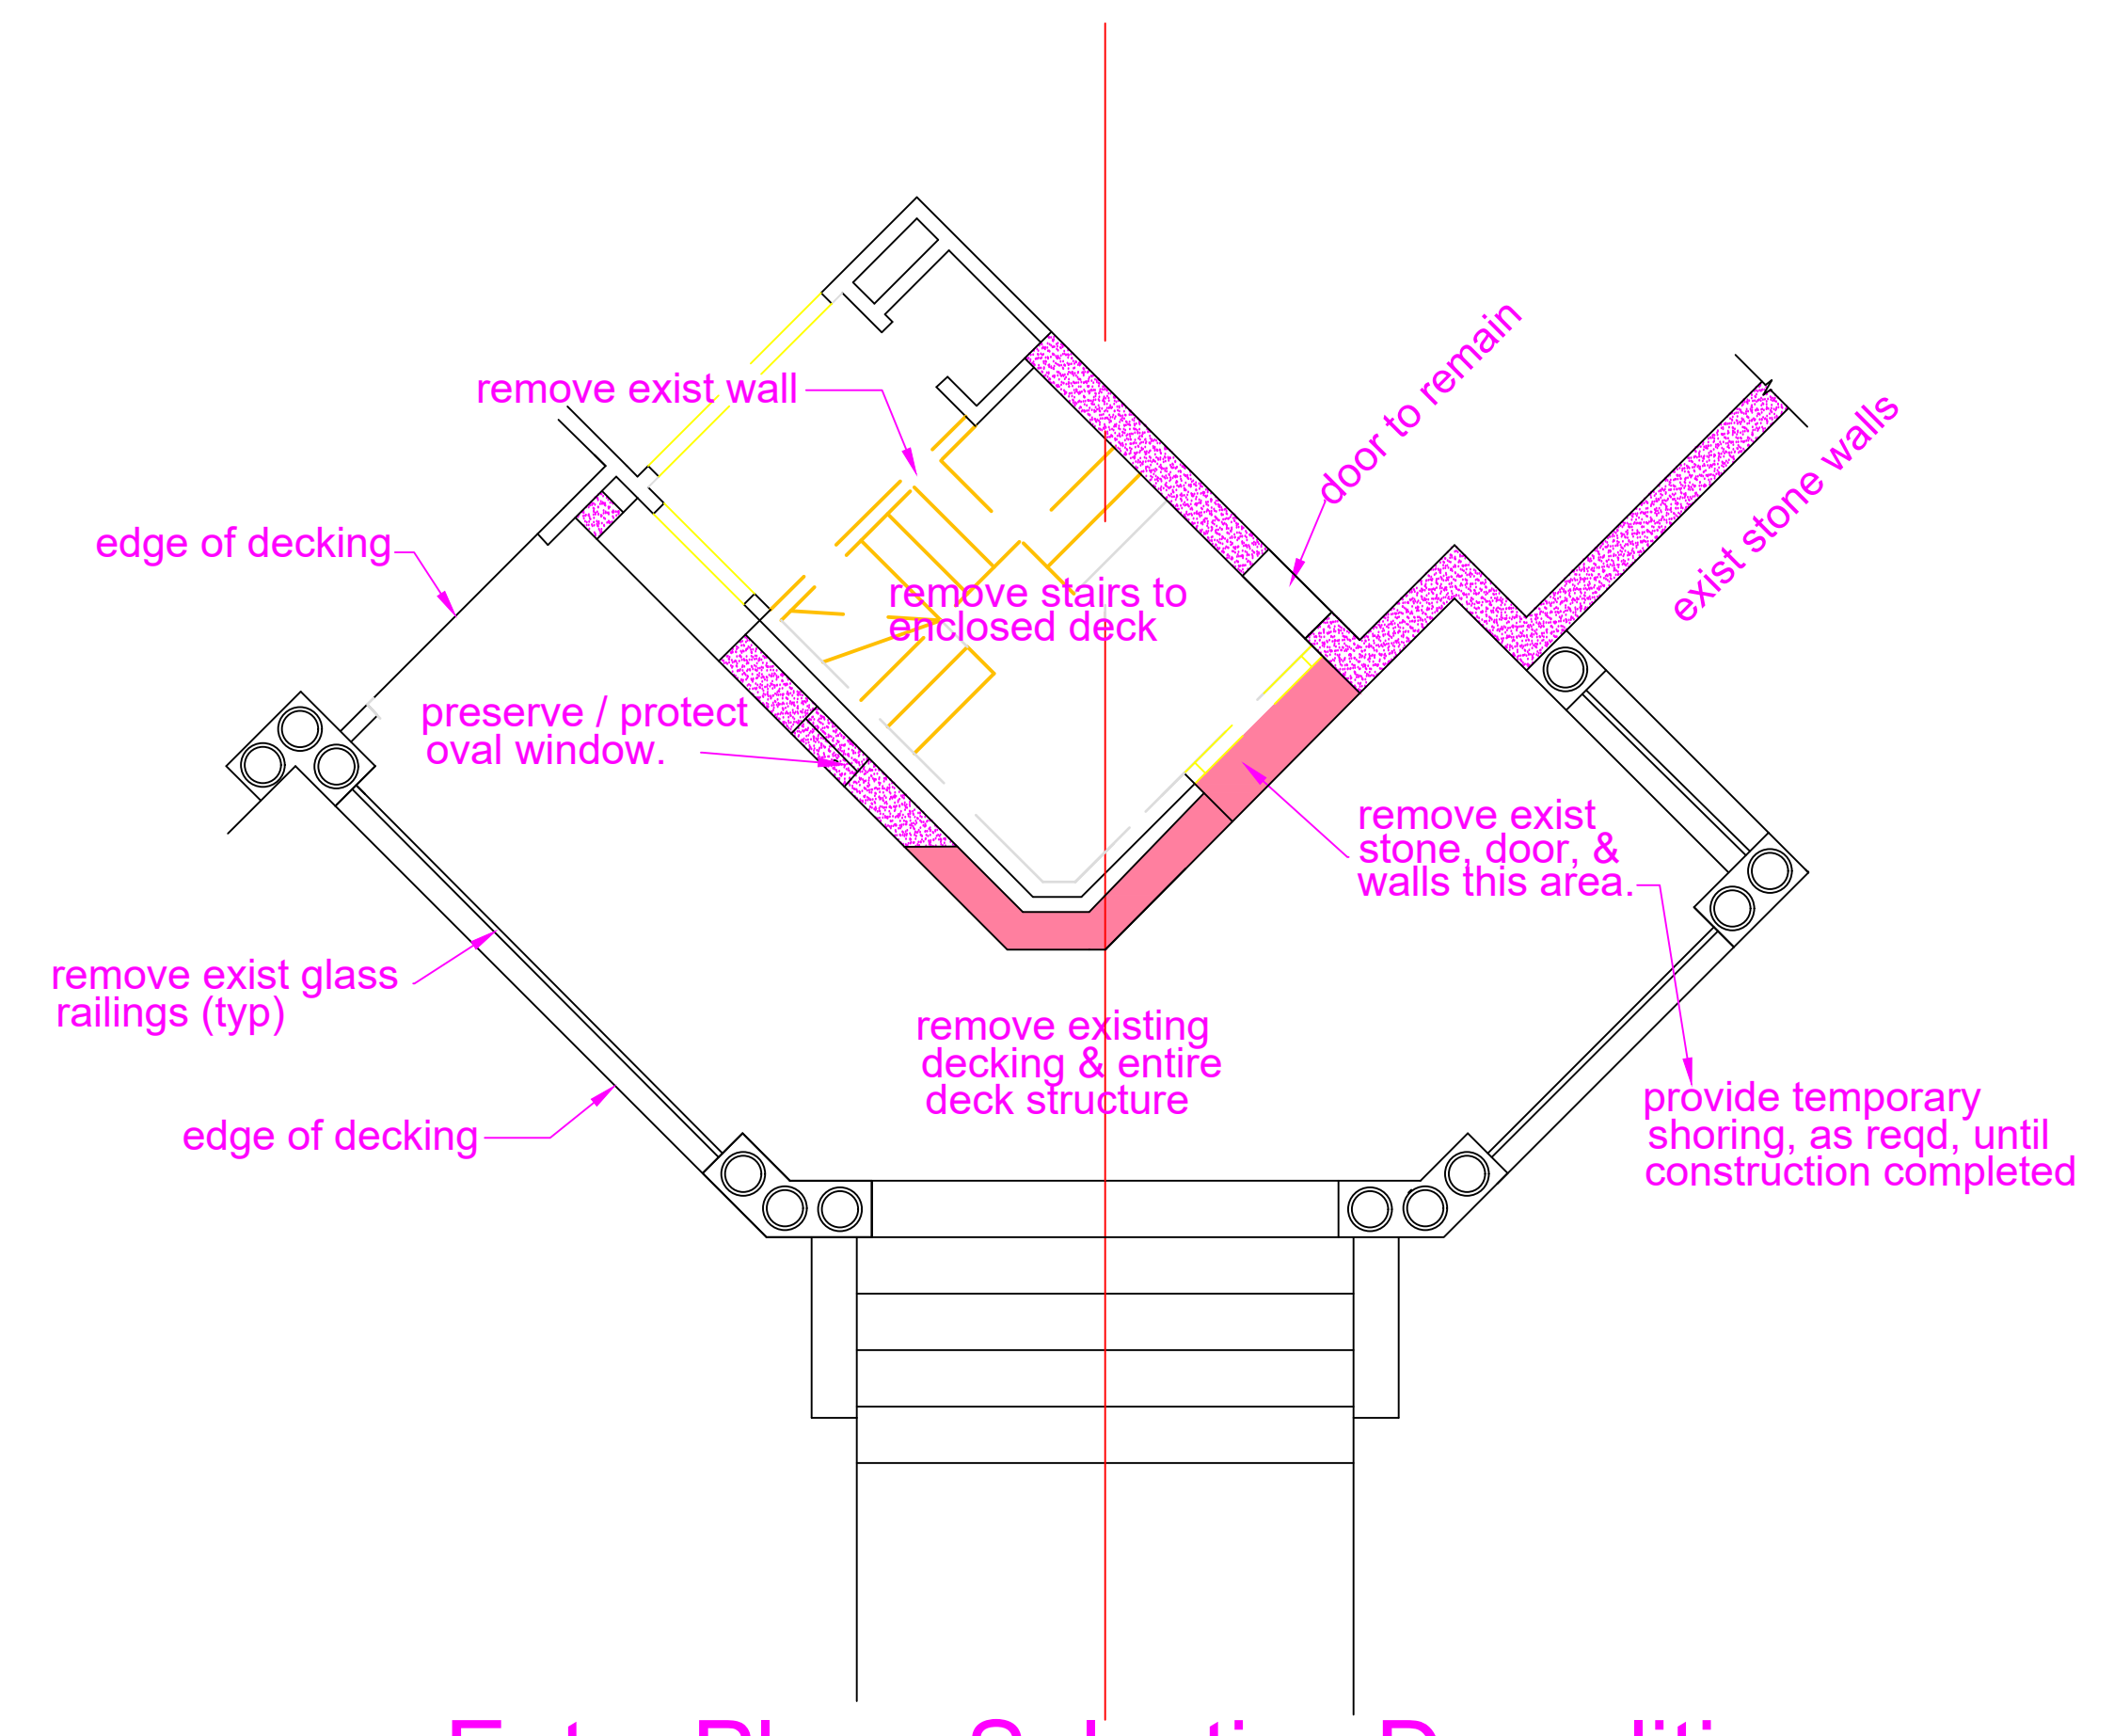 remove exist wall
door to remain
exist stone walls
edge of decking
remove stairs to
enclosed deck
preserve / protect
oval window.
remove exist
stone, door, &
walls this area.
remove exist glass
railings (typ)
remove existing
decking & entire
deck structure
edge of decking
provide temporary
shoring, as reqd, until
construction completed